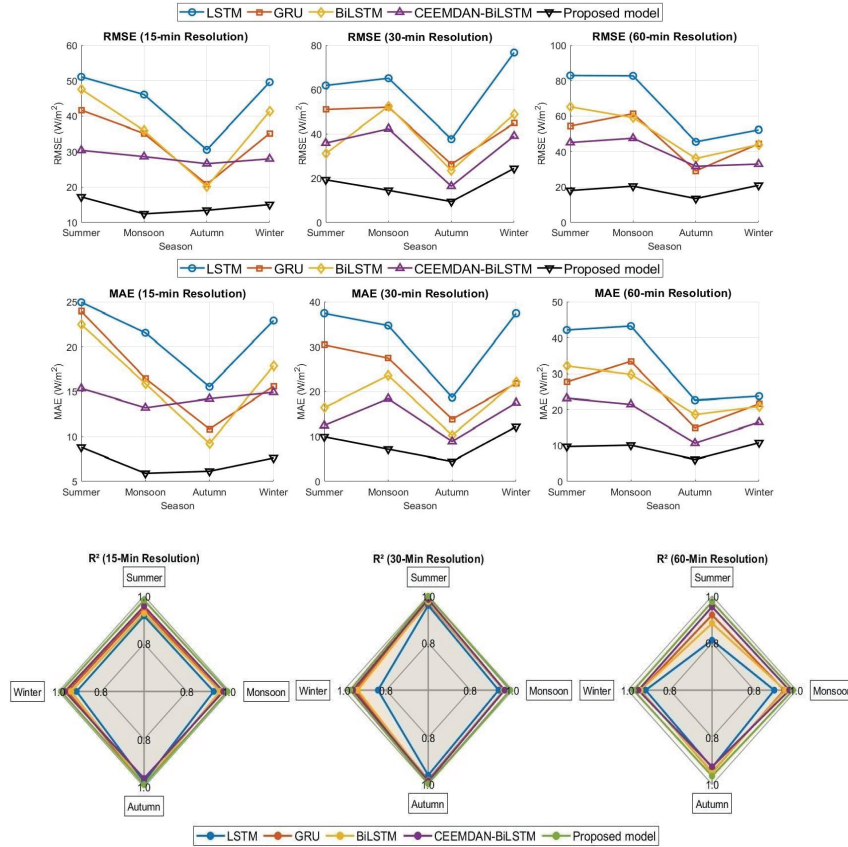 LSTM GRU BiLSTM CEEMDAN-BiLSTM Proposed model
RMSE (15-min Resolution) RMSE (30-min Resolution) RMSE (60-min Resolution)
60 80 100
50 80
60
40 60
40
30 40
20 20 20
10 0 0
RMSE (W/m²) RMSE (W/m²) RMSE (W/m²)
Summer Monsoon Autumn Winter Summer Monsoon Autumn Winter Summer Monsoon Autumn Winter
Season Season Season
LSTM GRU BiLSTM CEEMDAN-BiLSTM Proposed model
MAE (15-min Resolution) MAE (30-min Resolution) MAE (60-min Resolution)
25 40 50
20 30 40
30
15 20
20
10 10 10
5 0 0
MAE (W/m²) MAE (W/m²) MAE (W/m²)
Summer Monsoon Autumn Winter Summer Monsoon Autumn Winter Summer Monsoon Autumn Winter
Season Season Season
R² (15-Min Resolution) R² (30-Min Resolution) R² (60-Min Resolution)
Summer Summer Summer
1.0 1.0 1.0
0.8 0.8 0.8
Winter 1.0 0.8 0.8 1.0 Monsoon Winter 1.0 0.8 0.8 1.0 Monsoon Winter 1.0 0.8 0.8 1.0 Monsoon
0.8 0.8 0.8
1.0 1.0 1.0
Autumn Autumn Autumn
LSTM GRU BiLSTM CEEMDAN-BiLSTM Proposed model